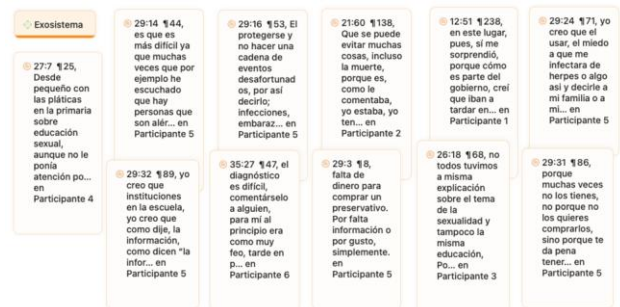 Exosistema
27:7 ¶25,
Desde
pequeño con
las pláticas
en la primaria
sobre
educación
sexual,
aunque no le
ponía
atención po...
en
Participante 4
29:14 ¶44,
es que es
más difícil ya
que muchas
veces que por
ejemplo he
escuchado
que hay
personas que
son alér... en
Participante 5
29:16 ¶53, El
protegerse y
no hacer una
cadena de
eventos
desafortunad
os, por así
decirlo;
infecciones,
embaraz... en
Participante 5
21:60 ¶138,
Que se puede
evitar muchas
cosas, incluso
la muerte,
porque es,
como le
comentaba,
yo estaba, yo
ten... en
Participante 2
12:51 ¶238,
en este lugar,
pues, sí me
sorprendió,
porque cómo
es parte del
gobierno, creí
que iban a
tardar en... en
Participante 1
29:24 ¶71, yo
creo que el
usar, el miedo
a que me
infectara de
herpes o algo
asi y decirle a
mi familia o a
mi... en
Participante 5
29:32 ¶89, yo
creo que
instituciones
en la escuela,
yo creo que
como dije, la
información,
como dicen “la
infor... en
Participante 5
35:27 ¶47, el
diagnóstico
es difícil,
comentárselo
a alguien,
para mí al
principio era
como muy
feo, tarde en
p... en
Participante 6
29:3 ¶8,
falta de
dinero para
comprar un
preservativo.
Por falta
información o
por gusto,
simplemente.
en
Participante 5
26:18 ¶68, no
todos tuvimos
a misma
explicación
sobre el tema
de la
sexualidad y
tampoco la
misma
educación,
Po... en
Participante 3
29:31 ¶86,
porque
muchas veces
no los tienes,
no porque no
los quieres
comprarlos,
sino porque te
da pena
tener... en
Participante 5